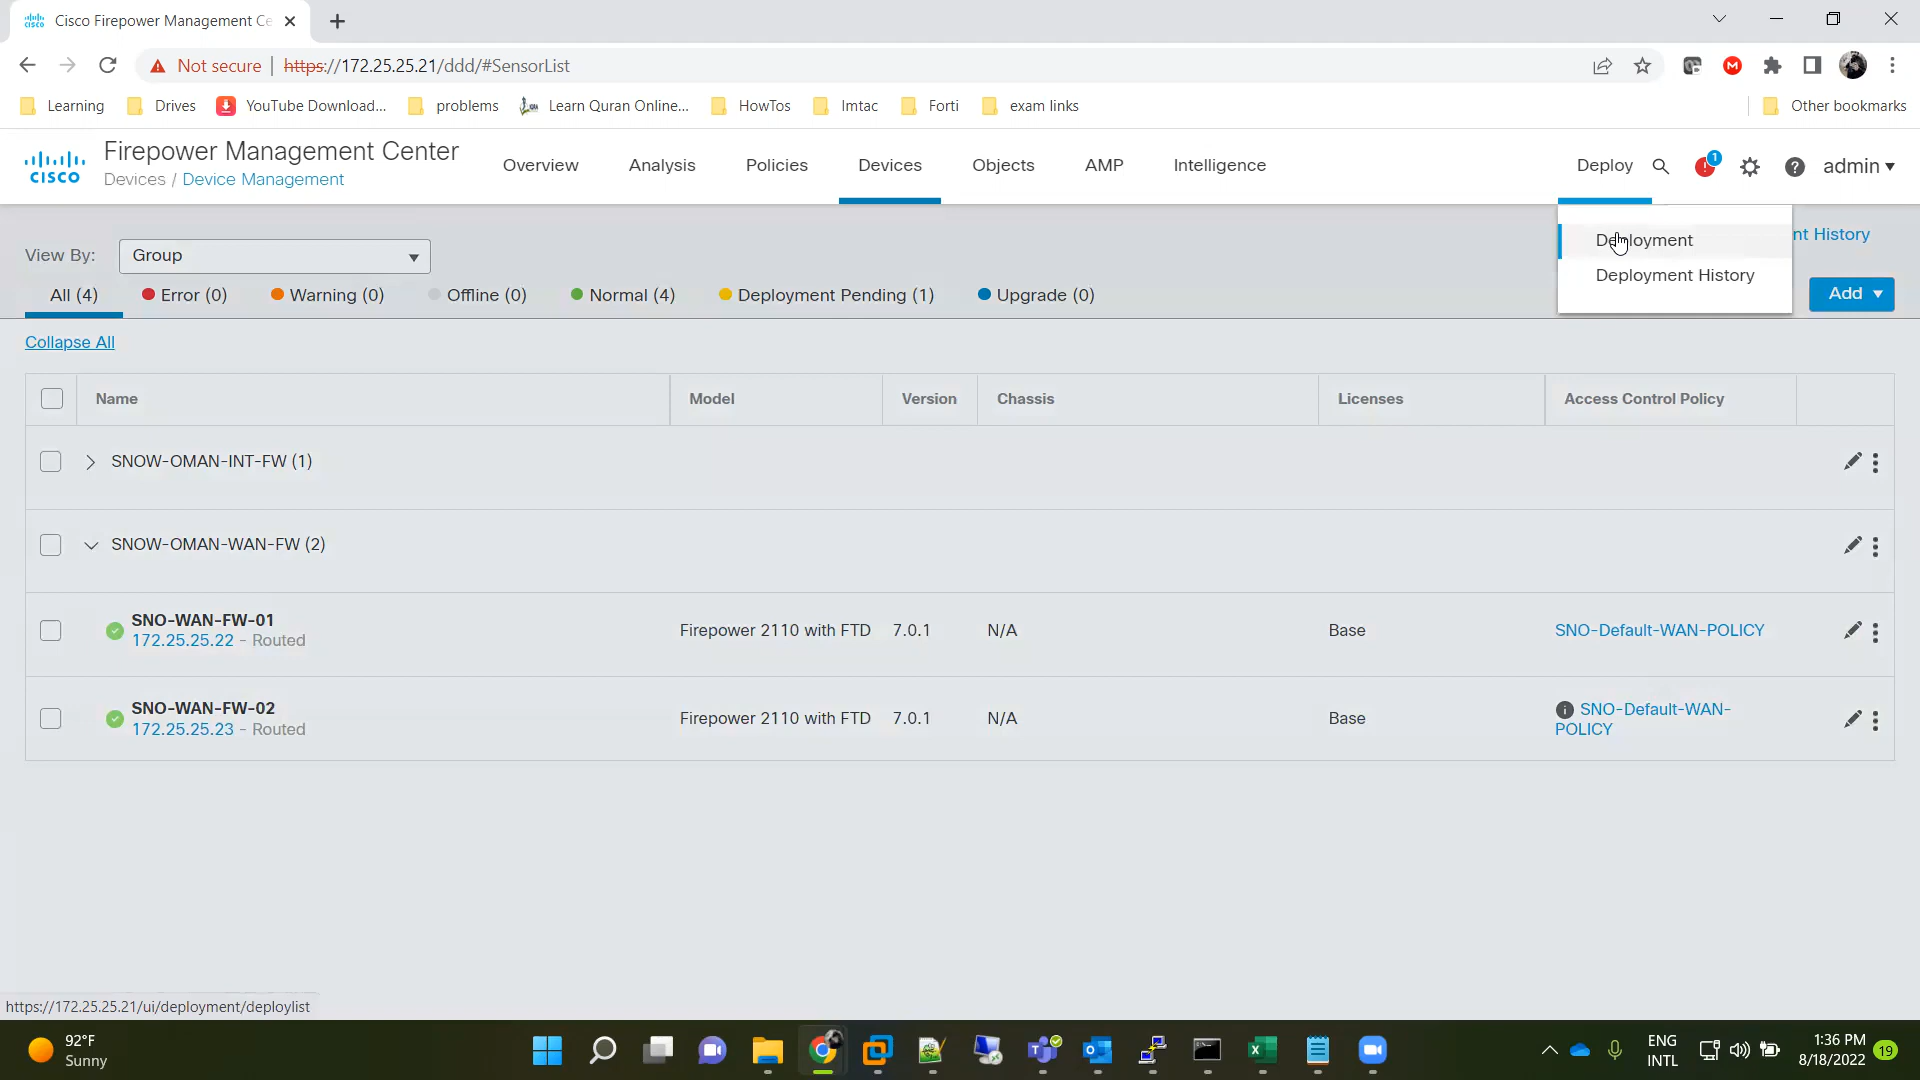 Cisco Firepower Management Ce
Not secure | https://172.25.25.21/ddd/#SensorList
Learning Drives YouTube Download... problems Learn Quran Online... HowTos Imtac Forti exam links Other bookmarks
CISCO
Firepower Management Center
Devices / Device Management
Overview Analysis Policies Devices Objects AMP Intelligence Deploy 1 admin
Deployment
nt History
Deployment History
View By: Group
All (4) Error (0) Warning (0) Offline (0) Normal (4) Deployment Pending (1) Upgrade (0) Add
Collapse All
Name Model Version Chassis Licenses Access Control Policy
SNOW-OMAN-INT-FW (1)
SNOW-OMAN-WAN-FW (2)
SNO-WAN-FW-01
172.25.25.22 - Routed
Firepower 2110 with FTD 7.0.1 N/A Base SNO-Default-WAN-POLICY
SNO-WAN-FW-02
172.25.25.23 - Routed
Firepower 2110 with FTD 7.0.1 N/A Base SNO-Default-WAN-
POLICY
https://172.25.25.21/ui/deployment/deploylist
92°F
Sunny
ENG
INTL
1:36 PM
8/18/2022
19